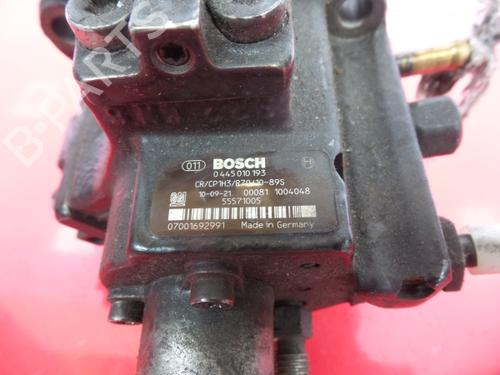 B-PARTS
011 BOSCH
0 445 010 193
CR/CP1H3/R70/10-89S
10-09-21 00081 1004048
55571005
07001692991 Made in Germany